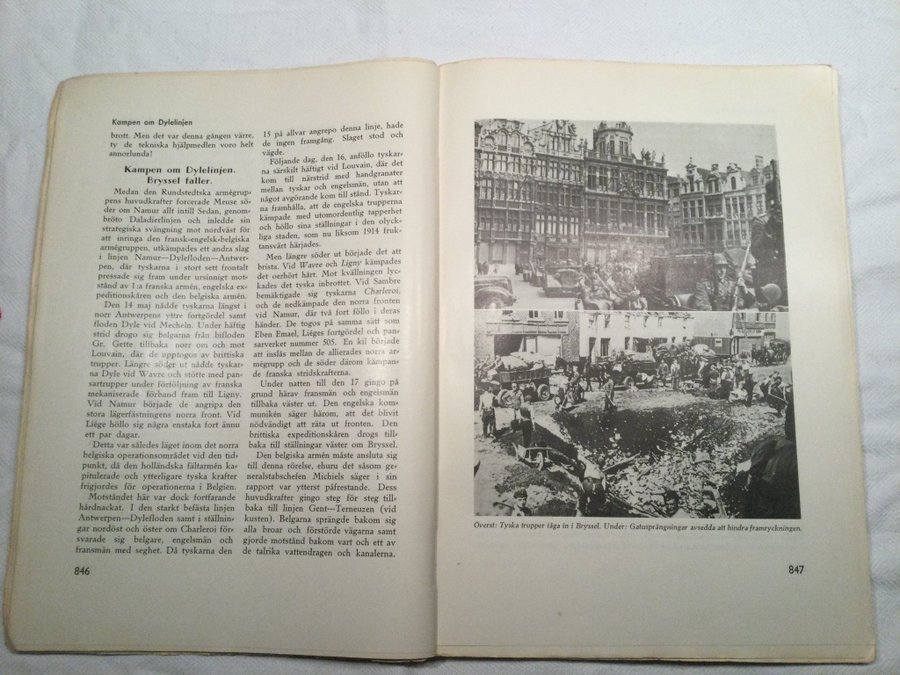 Kampen om Dylelinjen
brott. Men det var denna gången värre,
ty de tekniska hjälpmedlen voro helt
annorlunda!
Kampen om Dylelinjen.
Bryssel faller.
Medan den Rundstedtska armégrup-
pens huvudkrafter forcerade Meuse sö-
der om Namur allt intill Sedan, genom-
bröto Daladierlinjen och inledde sin
strategiska svängning mot nordväst för
att inringa den fransk-engelsk-belgiska
armégruppen, utkämpades ett andra slag
i linjen Namur—Dylefloden—Antwer-
pen, där tyskarna i stort sett frontalt
pressade sig fram under ursinnigt mot-
stånd av 1:a franska armén, engelska ex-
peditionskåren och den belgiska armén.
Den 14 maj nådde tyskarna längst i
norr Antwerpens yttre fortgördel samt
floden Dyle vid Mecheln. Under häftig
strid drogo sig belgarna från bifloden
Gr. Gette tillbaka norr om och mot
Louvain, där de upptogos av brittiska
trupper. Längre söder ut nådde tyskar-
na Dyle vid Wavre och stötte med pan-
sartrupper under förföljning av franska
mekaniserade förband fram till Ligny.
Vid Namur började de angripa den
stora lägerfästningens norra front. Vid
Liége höllo sig några enstaka fort ännu
ett par dagar.
Detta var således läget inom det norra
belgiska operationsområdet vid den tid-
punkt, då den holländska fältarmén ka-
pitulerade och ytterligare tyska krafter
frigjordes för operationerna i Belgien.
Motståndet här var dock fortfarande
hårdnackat. I den starkt befästa linjen
Antwerpen—Dylefloden samt i ställnin-
gar nordöst och öster om Charleroi för-
svarade sig belgare, engelsmän och
fransmän med seghet. Då tyskarna den
15 på allvar angrepo denna linje, hade
de ingen framgång. Slaget stod och
vägde.
Följande dag, den 16, anföllo tyskar-
na särskilt häftigt vid Louvain, där det
kom till närstrid med handgranater
mellan tyskar och engelsmän, utan att
något avgörande kom till stånd. Tyskar-
na framhålla, att de engelska trupperna
kämpade med utomordentlig tapperhet
och höllo sina ställningar i den olyck-
liga staden, som nu liksom 1914 fruk-
tansvärt härjades.
Men längre söder ut började det att
brista. Vid Wavre och Ligny kämpades
det oerhört hårt. Mot kvällningen lyc-
kades det tyska inbrottet. Vid Sambre
bemäktigade sig tyskarna Charleroi,
och de nedkämpade den norra fronten
vid Namur, där två fort föllo i deras
händer. De togos på samma sätt som
Eben Emael, Liéges fortgördel och pan-
sarverket nummer 505. En kil började
att inslås mellan de allierades norra ar-
mégrupp och de söder därom kämpan-
de franska stridskrafterna.
Under natten till den 17 gingo på
grund härav fransmän och engelsmän
tillbaka väster ut. Den engelska kom-
munikén säger härom, att det blivit
nödvändigt att räta ut fronten. Den
brittiska expeditionskåren drogs till-
baka till ställningar väster om Bryssel.
Den belgiska armén måste ansluta sig
till denna rörelse, ehuru det såsom ge-
neralstabschefen Michiels säger i sin
rapport var ytterst påfrestande. Dess
huvudkrafter gingo steg för steg till-
baka till linjen Gent—Terneuzen (vid
kusten). Belgarna sprängde bakom sig
alla broar och förstörde vägarna samt
gjorde motstånd bakom vart och ett av
de talrika vattendragen och kanalerna.
846
Överst: Tyska trupper tåga in i Bryssel. Under: Gatusprängningar avsedda att hindra framryckningen.
847